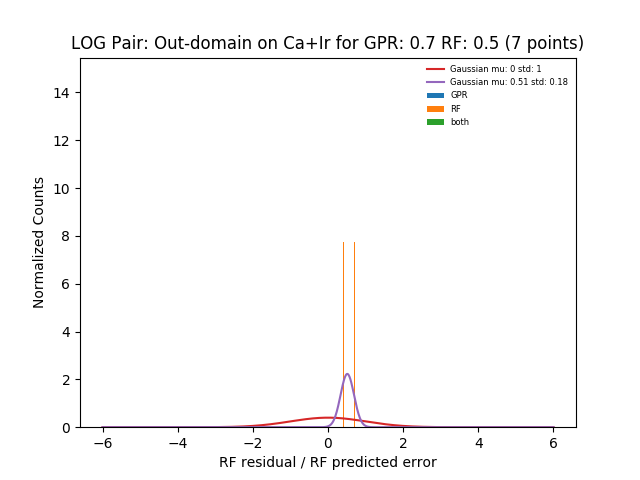 LOG Pair: Out-domain on Ca+Ir for GPR: 0.7 RF: 0.5 (7 points)
Gaussian mu: 0 std: 1
Gaussian mu: 0.51 std: 0.18
GPR
RF
both
Normalized Counts
14
12
10
8
6
4
2
0
−6
−4
−2
0
2
4
6
RF residual / RF predicted error